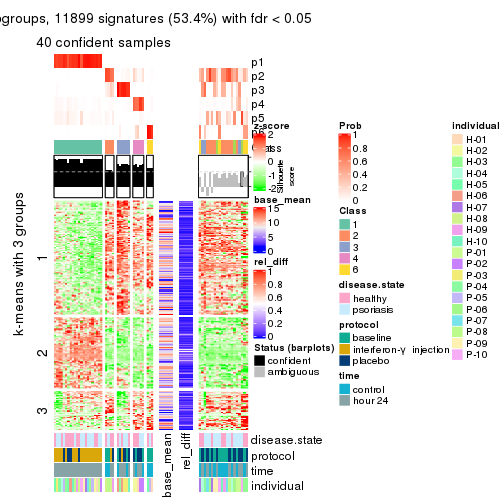 ogroups, 11899 signatures (53.4%) with fdr < 0.05
40 confident samples
p1
p2
p3
p4
p5
k-means with 3 groups
1
2
3
Silhouette
score
z-score
2
1
0
-1
-2
base_mean
15
10
5
0
rel_diff
1
0.8
0.6
0.4
0.2
0
Status (barplots)
confident
ambiguous
disease.state
protocol
time
individual
base_mean
rel_diff
Prob
1
0.8
0.6
0.4
0.2
0
Class
1
2
3
4
6
disease.state
healthy
psoriasis
protocol
baseline
interferon-γ injection
placebo
time
control
hour 24
individual
H-01
H-02
H-03
H-04
H-05
H-06
H-07
H-08
H-09
H-10
P-01
P-02
P-03
P-04
P-05
P-06
P-07
P-08
P-09
P-10